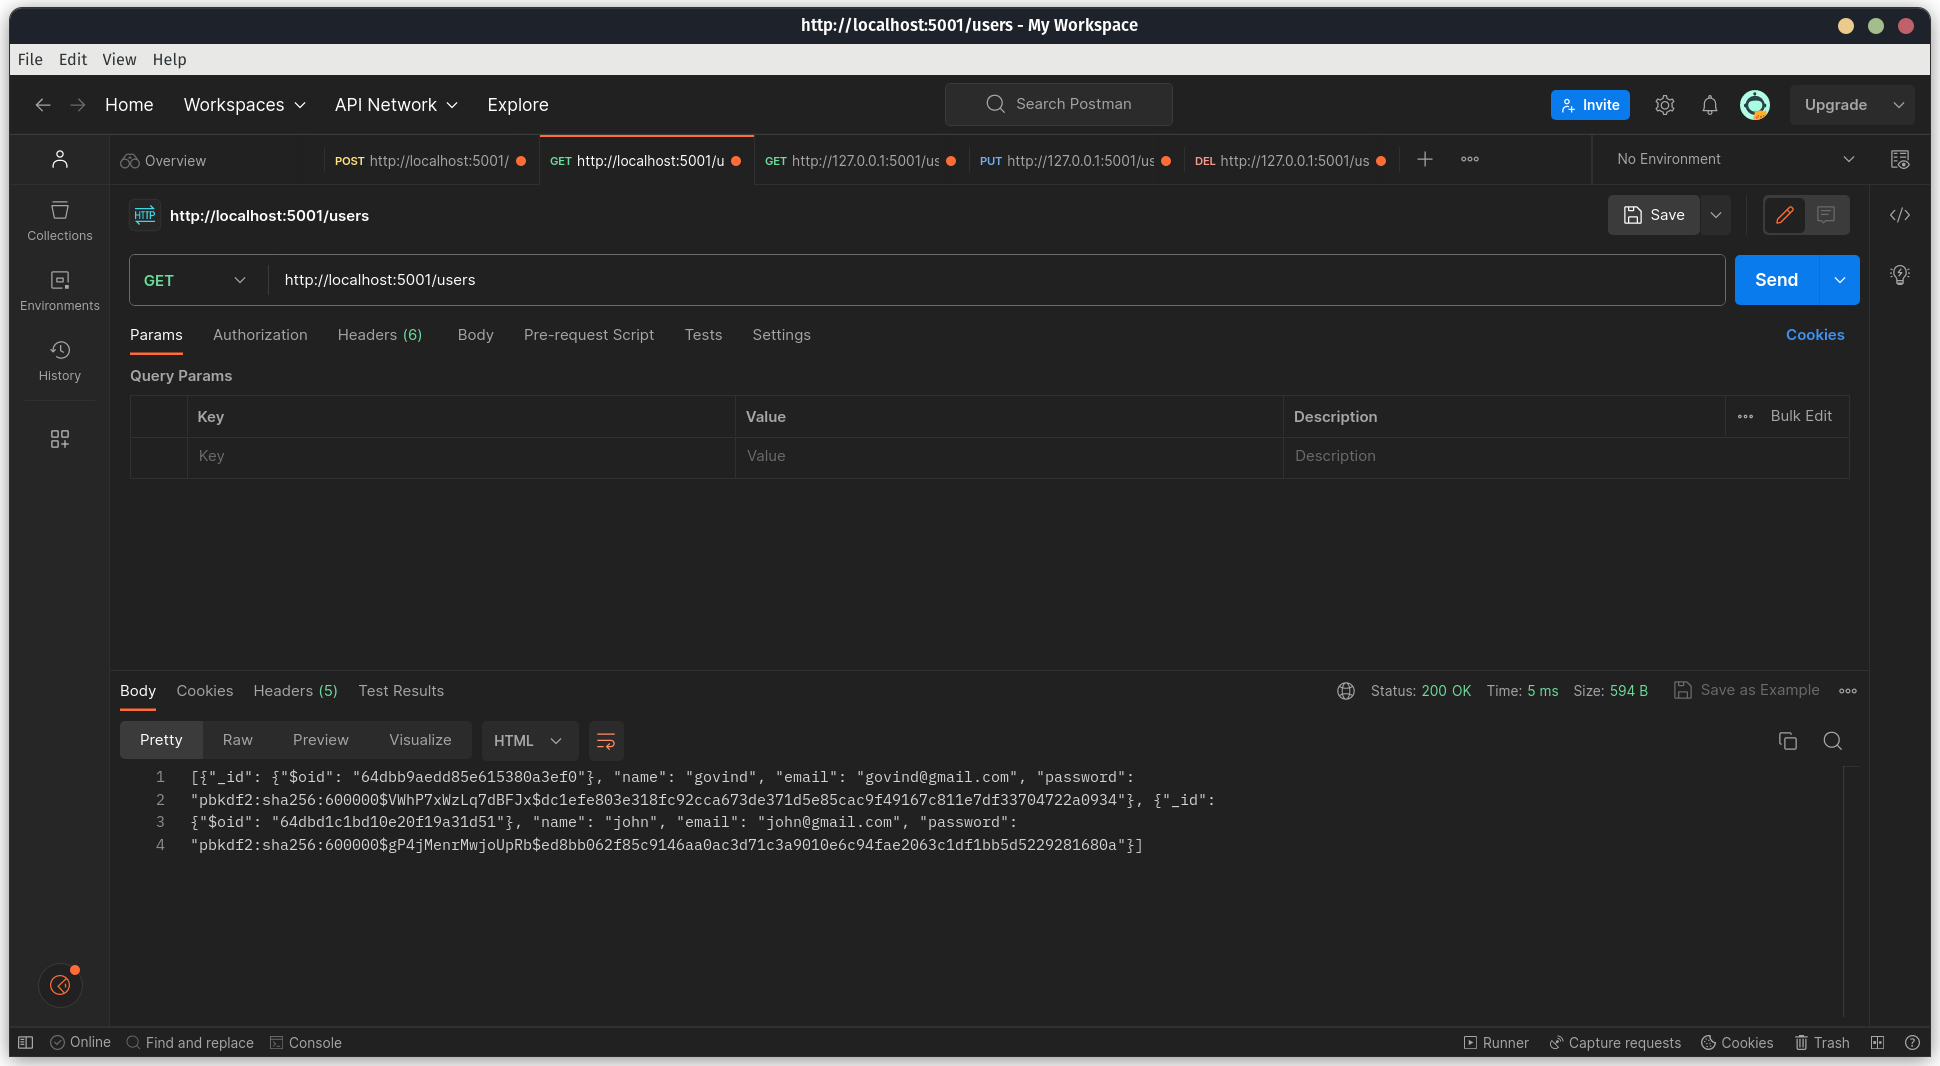 http://localhost:5001/users - My Workspace
File Edit View Help
Home Workspaces API Network Explore Search Postman Invite Upgrade
Overview POST http://localhost:5001/ GET http://localhost:5001/u GET http://127.0.0.1:5001/us PUT http://127.0.0.1:5001/us DEL http://127.0.0.1:5001/us No Environment
HTTP http://localhost:5001/users Save
Collections
GET http://localhost:5001/users Send
Environments
Params Authorization Headers (6) Body Pre-request Script Tests Settings Cookies
History
Query Params
Key Value Description Bulk Edit
Key Value Description
Body Cookies Headers (5) Test Results Status: 200 OK Time: 5 ms Size: 594 B Save as Example
Pretty Raw Preview Visualize HTML
1 [{"_id": {"$oid": "64dbb9aedd85e615380a3ef0"}, "name": "govind", "email": "govind@gmail.com", "password":
2 "pbkdf2:sha256:600000$VWhP7xWzLq7dBFJx$dc1efe803e318fc92cca673de371d5e85cac9f49167c811e7df33704722a0934"}, {"_id":
3 {"$oid": "64dbd1c1bd10e20f19a31d51"}, "name": "john", "email": "john@gmail.com", "password":
4 "pbkdf2:sha256:600000$gP4jMenrMwjoUpRb$ed8bb062f85c9146aa0ac3d71c3a9010e6c94fae2063c1df1bb5d5229281680a"}]
Online Find and replace Console Runner Capture requests Cookies Trash